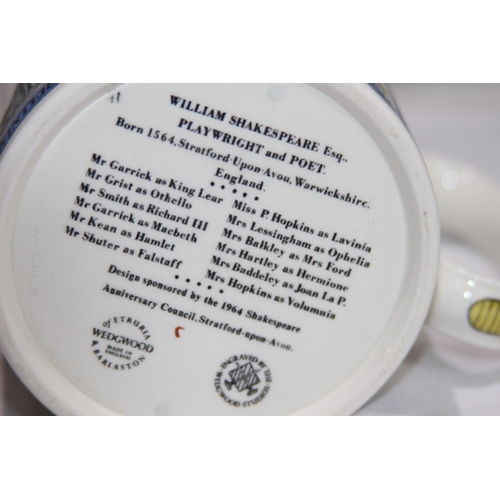 WILLIAM SHAKESPEARE Esq.,
PLAYWRIGHT and POET.
Born 1564, Stratford-Upon-Avon, Warwickshire.
England.
Mr Garrick as King Lear
Mr Grist as Othello
Mr Smith as Richard III
Mr Garrick as Macbeth
Mr Kean as Hamlet
Mr Shuter as Falstaff
Miss P. Hopkins as Lavinia
Mrs Lessingham as Ophelia
Mrs Balkley as Mrs Ford
Mrs Hartley as Hermione
Mrs Baddeley as Joan La P.
Mrs Hopkins as Volumnia
Design sponsored by the 1964 Shakespeare
Anniversary Council, Stratford-upon-Avon.
of ETRURIA
WEDGWOOD
MADE IN
ENGLAND
& BARLASTON
ENGRAVED BY THE
WEDGWOOD STUDIOS